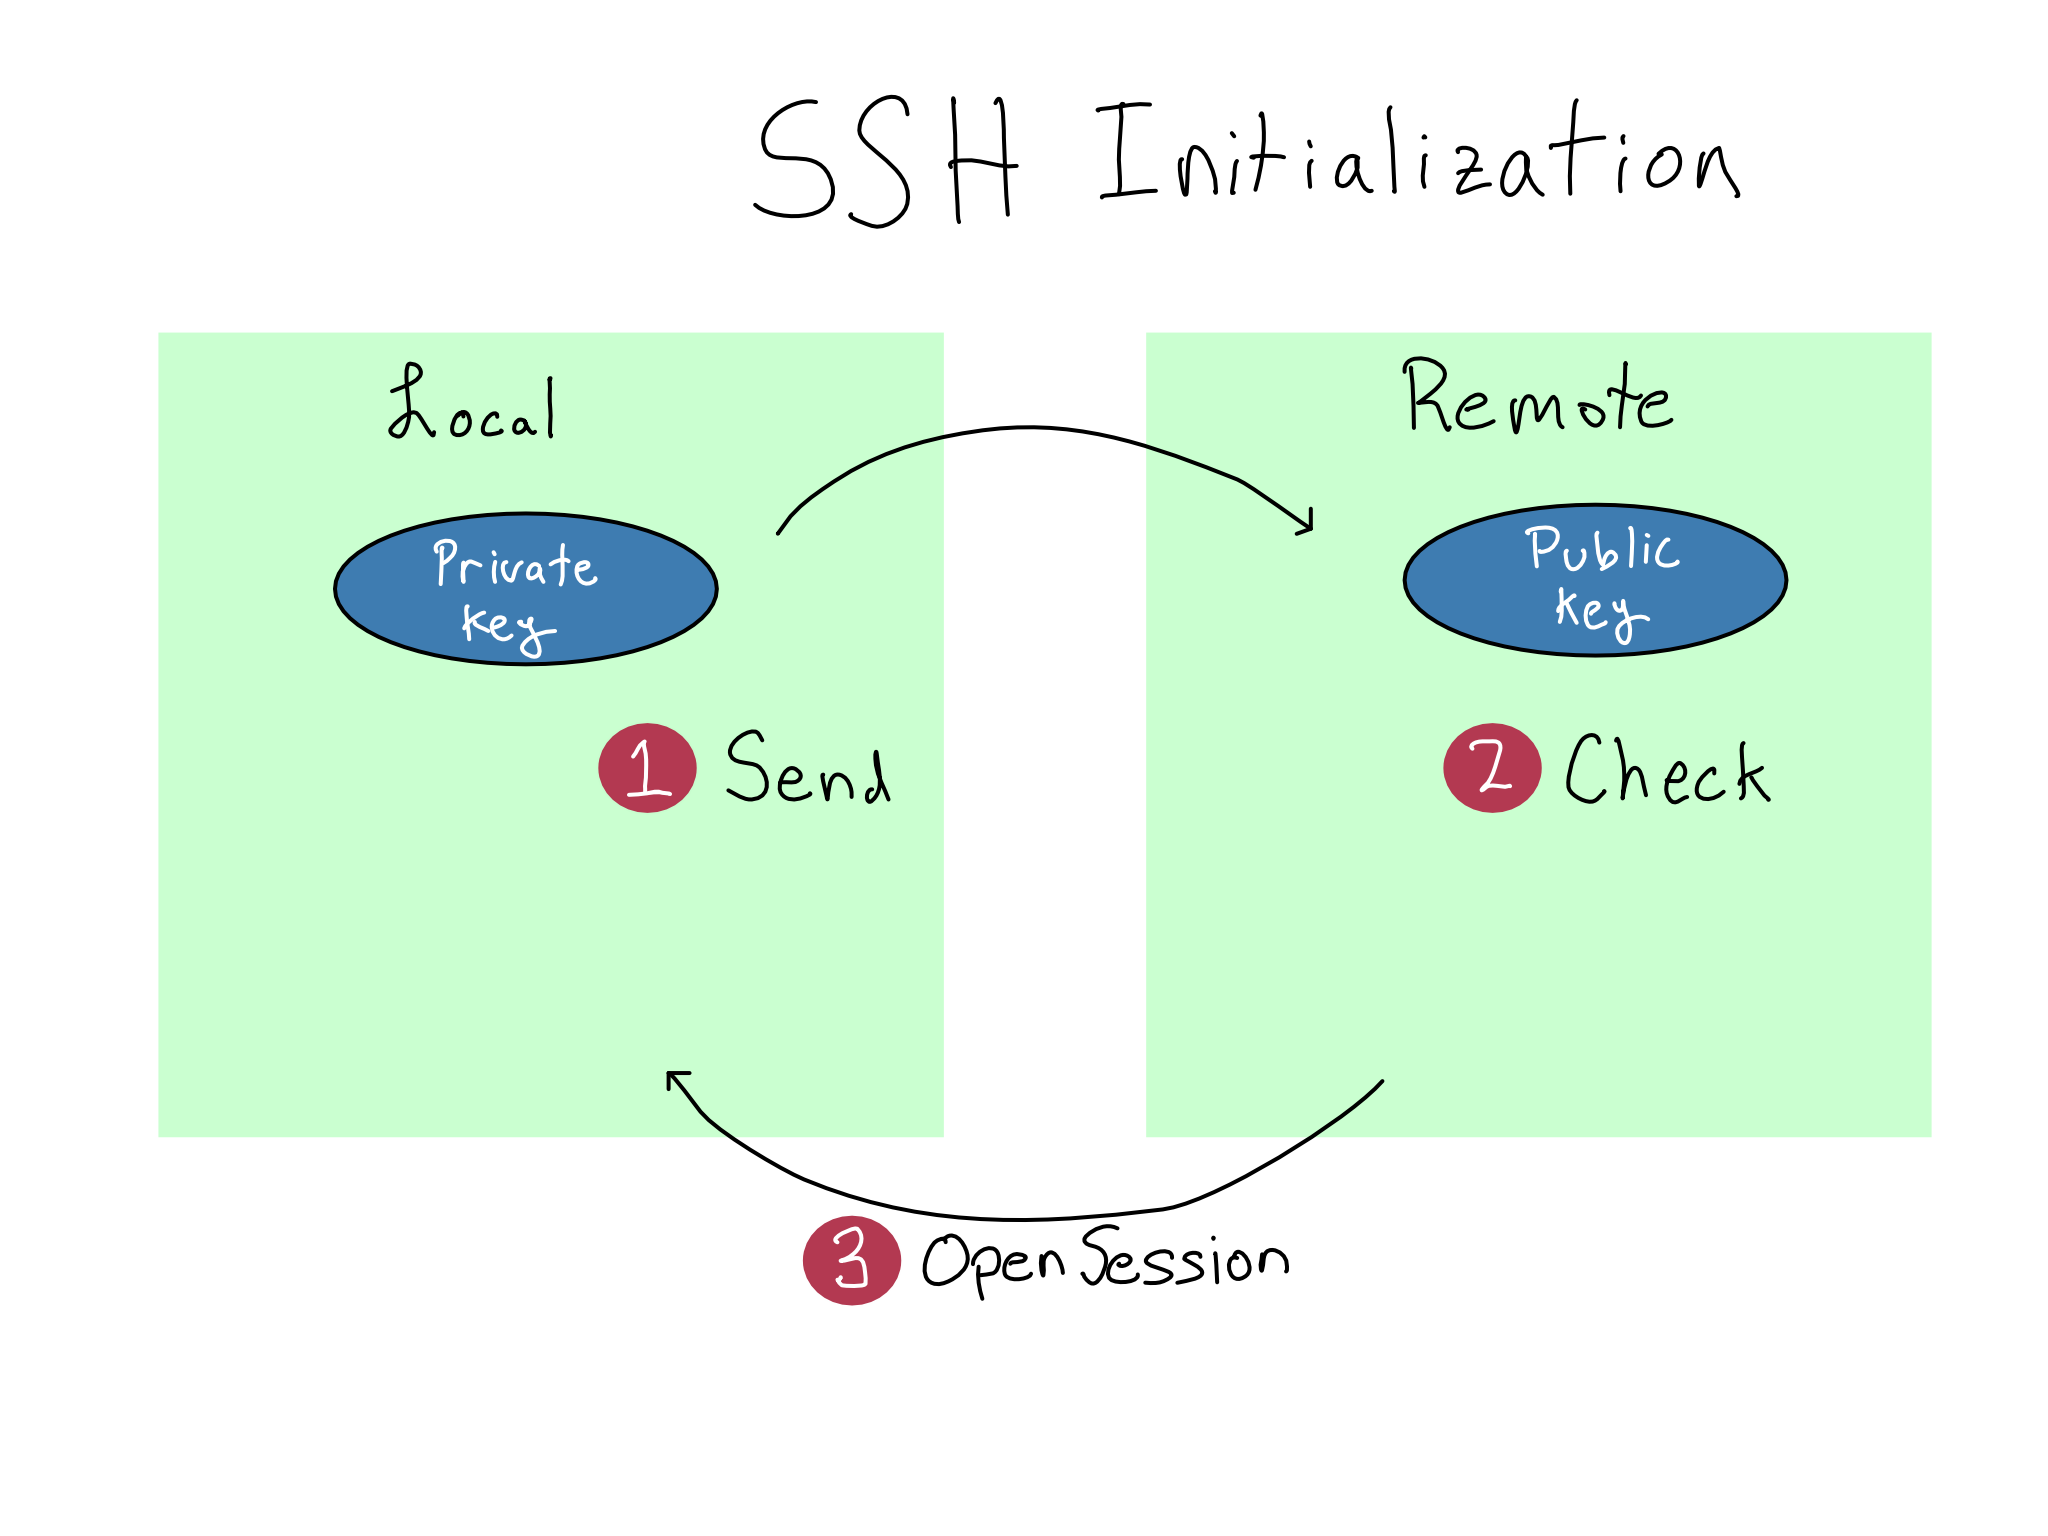 SSH Initialization
Local
Remote
Private
key
Public
key
1 Send
2 Check
3 Open Session